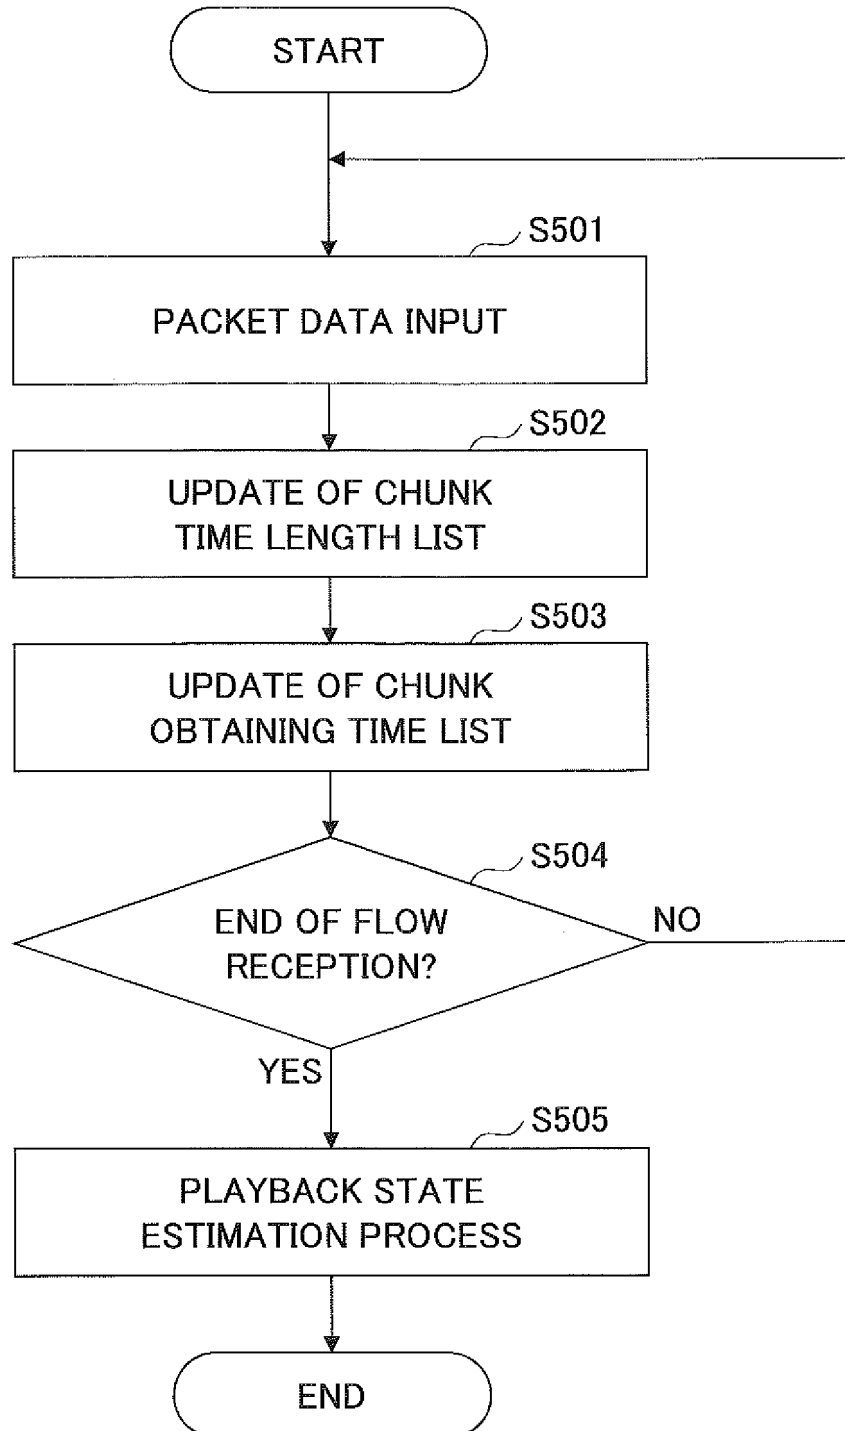 START
S501
PACKET DATA INPUT
S502
UPDATE OF CHUNK
TIME LENGTH LIST
S503
UPDATE OF CHUNK
OBTAINING TIME LIST
S504
END OF FLOW
RECEPTION?
NO
YES
S505
PLAYBACK STATE
ESTIMATION PROCESS
END